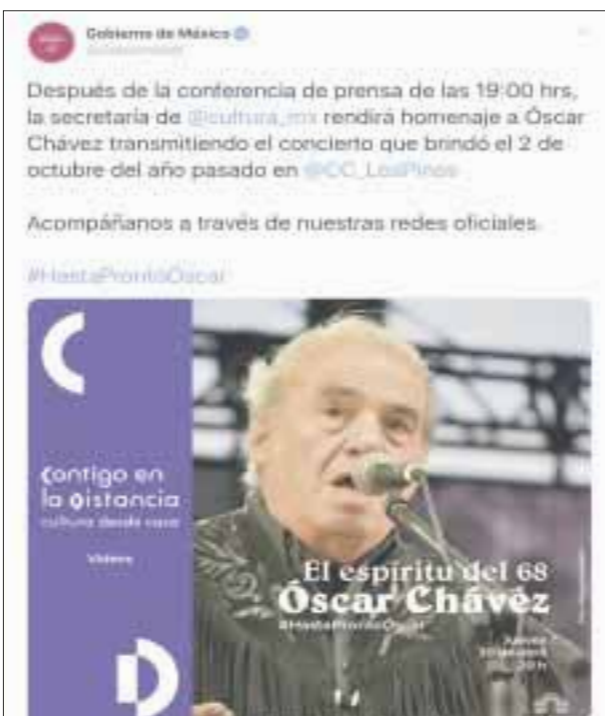 Gobierno de México
Después de la conferencia de prensa de las 19:00 hrs,
la secretaría de @cultura_mx rendirá homenaje a Óscar
Chávez transmitiendo el concierto que brindó el 2 de
octubre del año pasado en @CC_LosPinos
Acompáñanos a través de nuestras redes oficiales.
#HastaProntoÓscar
Contigo en
la Distancia
cultura desde casa
Videos
El espíritu del 68
Óscar Chávez
#HastaProntoÓscar
Jueves
20 h